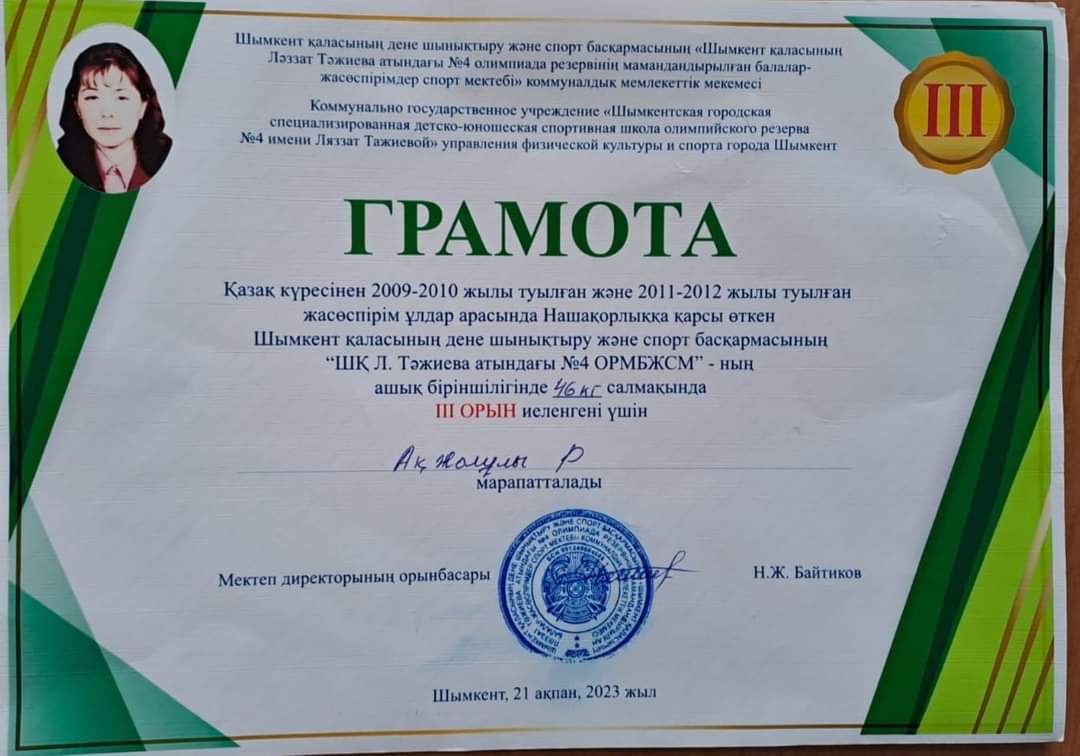 Шымкент қаласының дене шынықтыру және спорт басқармасының «Шымкент қаласының
Ләззат Тәжиева атындағы №4 олимпиада резервінің мамандандырылған балалар-
жасөспірімдер спорт мектебі» коммуналдық мемлекеттік мекемесі
Коммунально государственное учреждение «Шымкентская городская
специализированная детско-юношеская спортивная школа олимпийского резерва
№4 имени Ляззат Тажиевой» управления физической культуры и спорта города Шымкент
III
ГРАМОТА
Қазақ күресінен 2009-2010 жылы туылған және 2011-2012 жылы туылған
жасөспірім ұлдар арасында Нашақорлыққа қарсы өткен
Шымкент қаласының дене шынықтыру және спорт басқармасының
“ШҚ Л. Тәжиева атындағы №4 ОРМБЖСМ” - ның
ашық біріншілігінде 46 кг салмақында
III ОРЫН иеленгені үшін
Ақжолұлы Р
марапатталады
Мектеп директорының орынбасары
Н.Ж. Байтиков
Шымкент, 21 ақпан, 2023 жыл